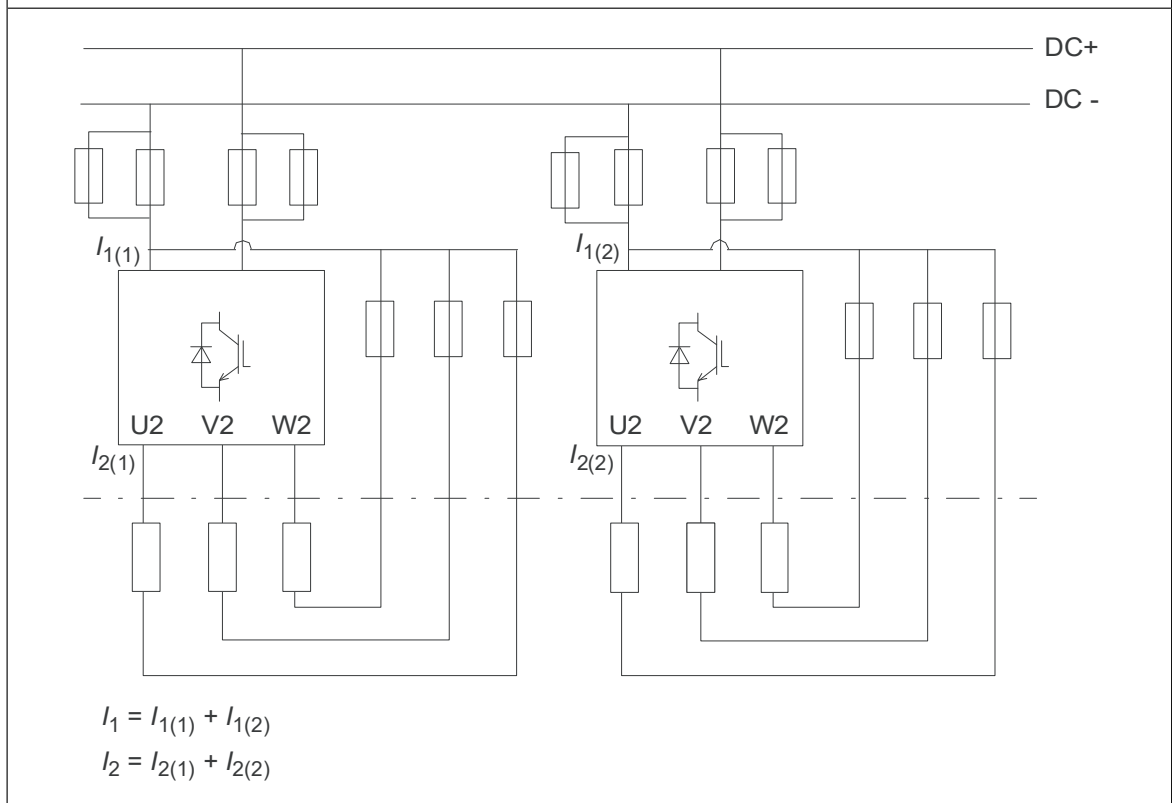 DC+
DC -
I1(1)
I1(2)
U2 V2 W2
U2 V2 W2
I2(1)
I2(2)
I1 = I1(1) + I1(2)
I2 = I2(1) + I2(2)